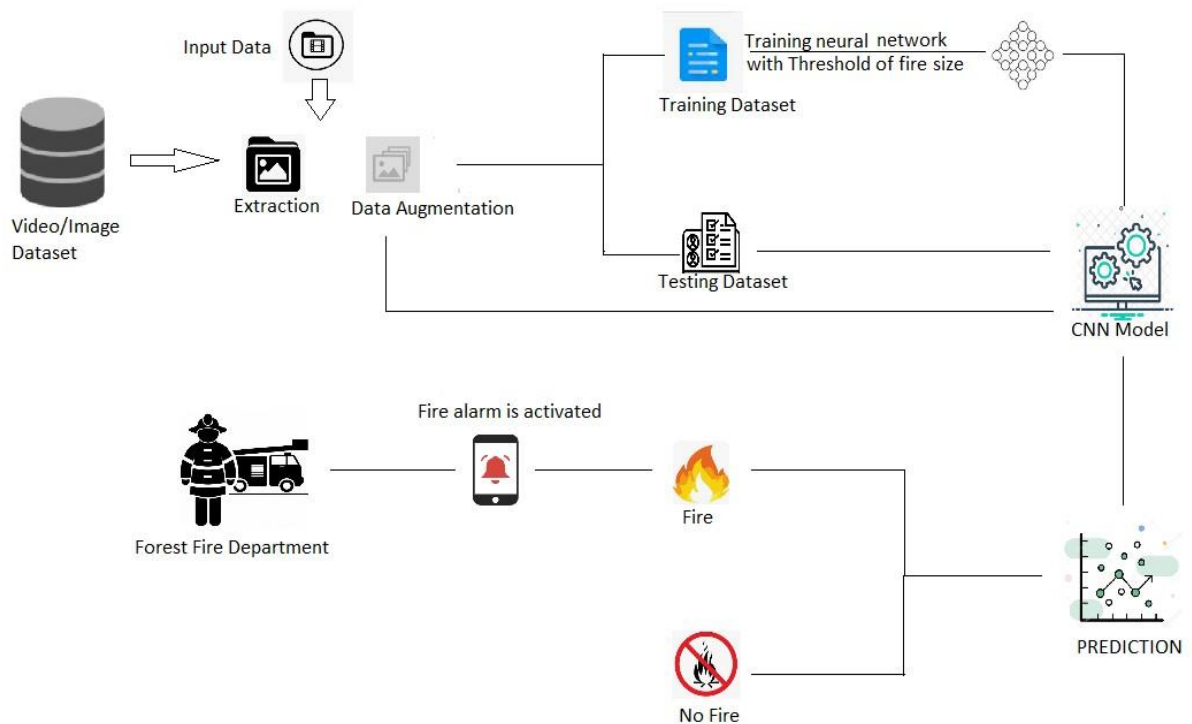 Input Data
Training neural network
with Threshold of fire size
Training Dataset
Extraction
Data Augmentation
Video/Image
Dataset
Testing Dataset
CNN Model
Fire alarm is activated
Fire
Forest Fire Department
PREDICTION
No Fire